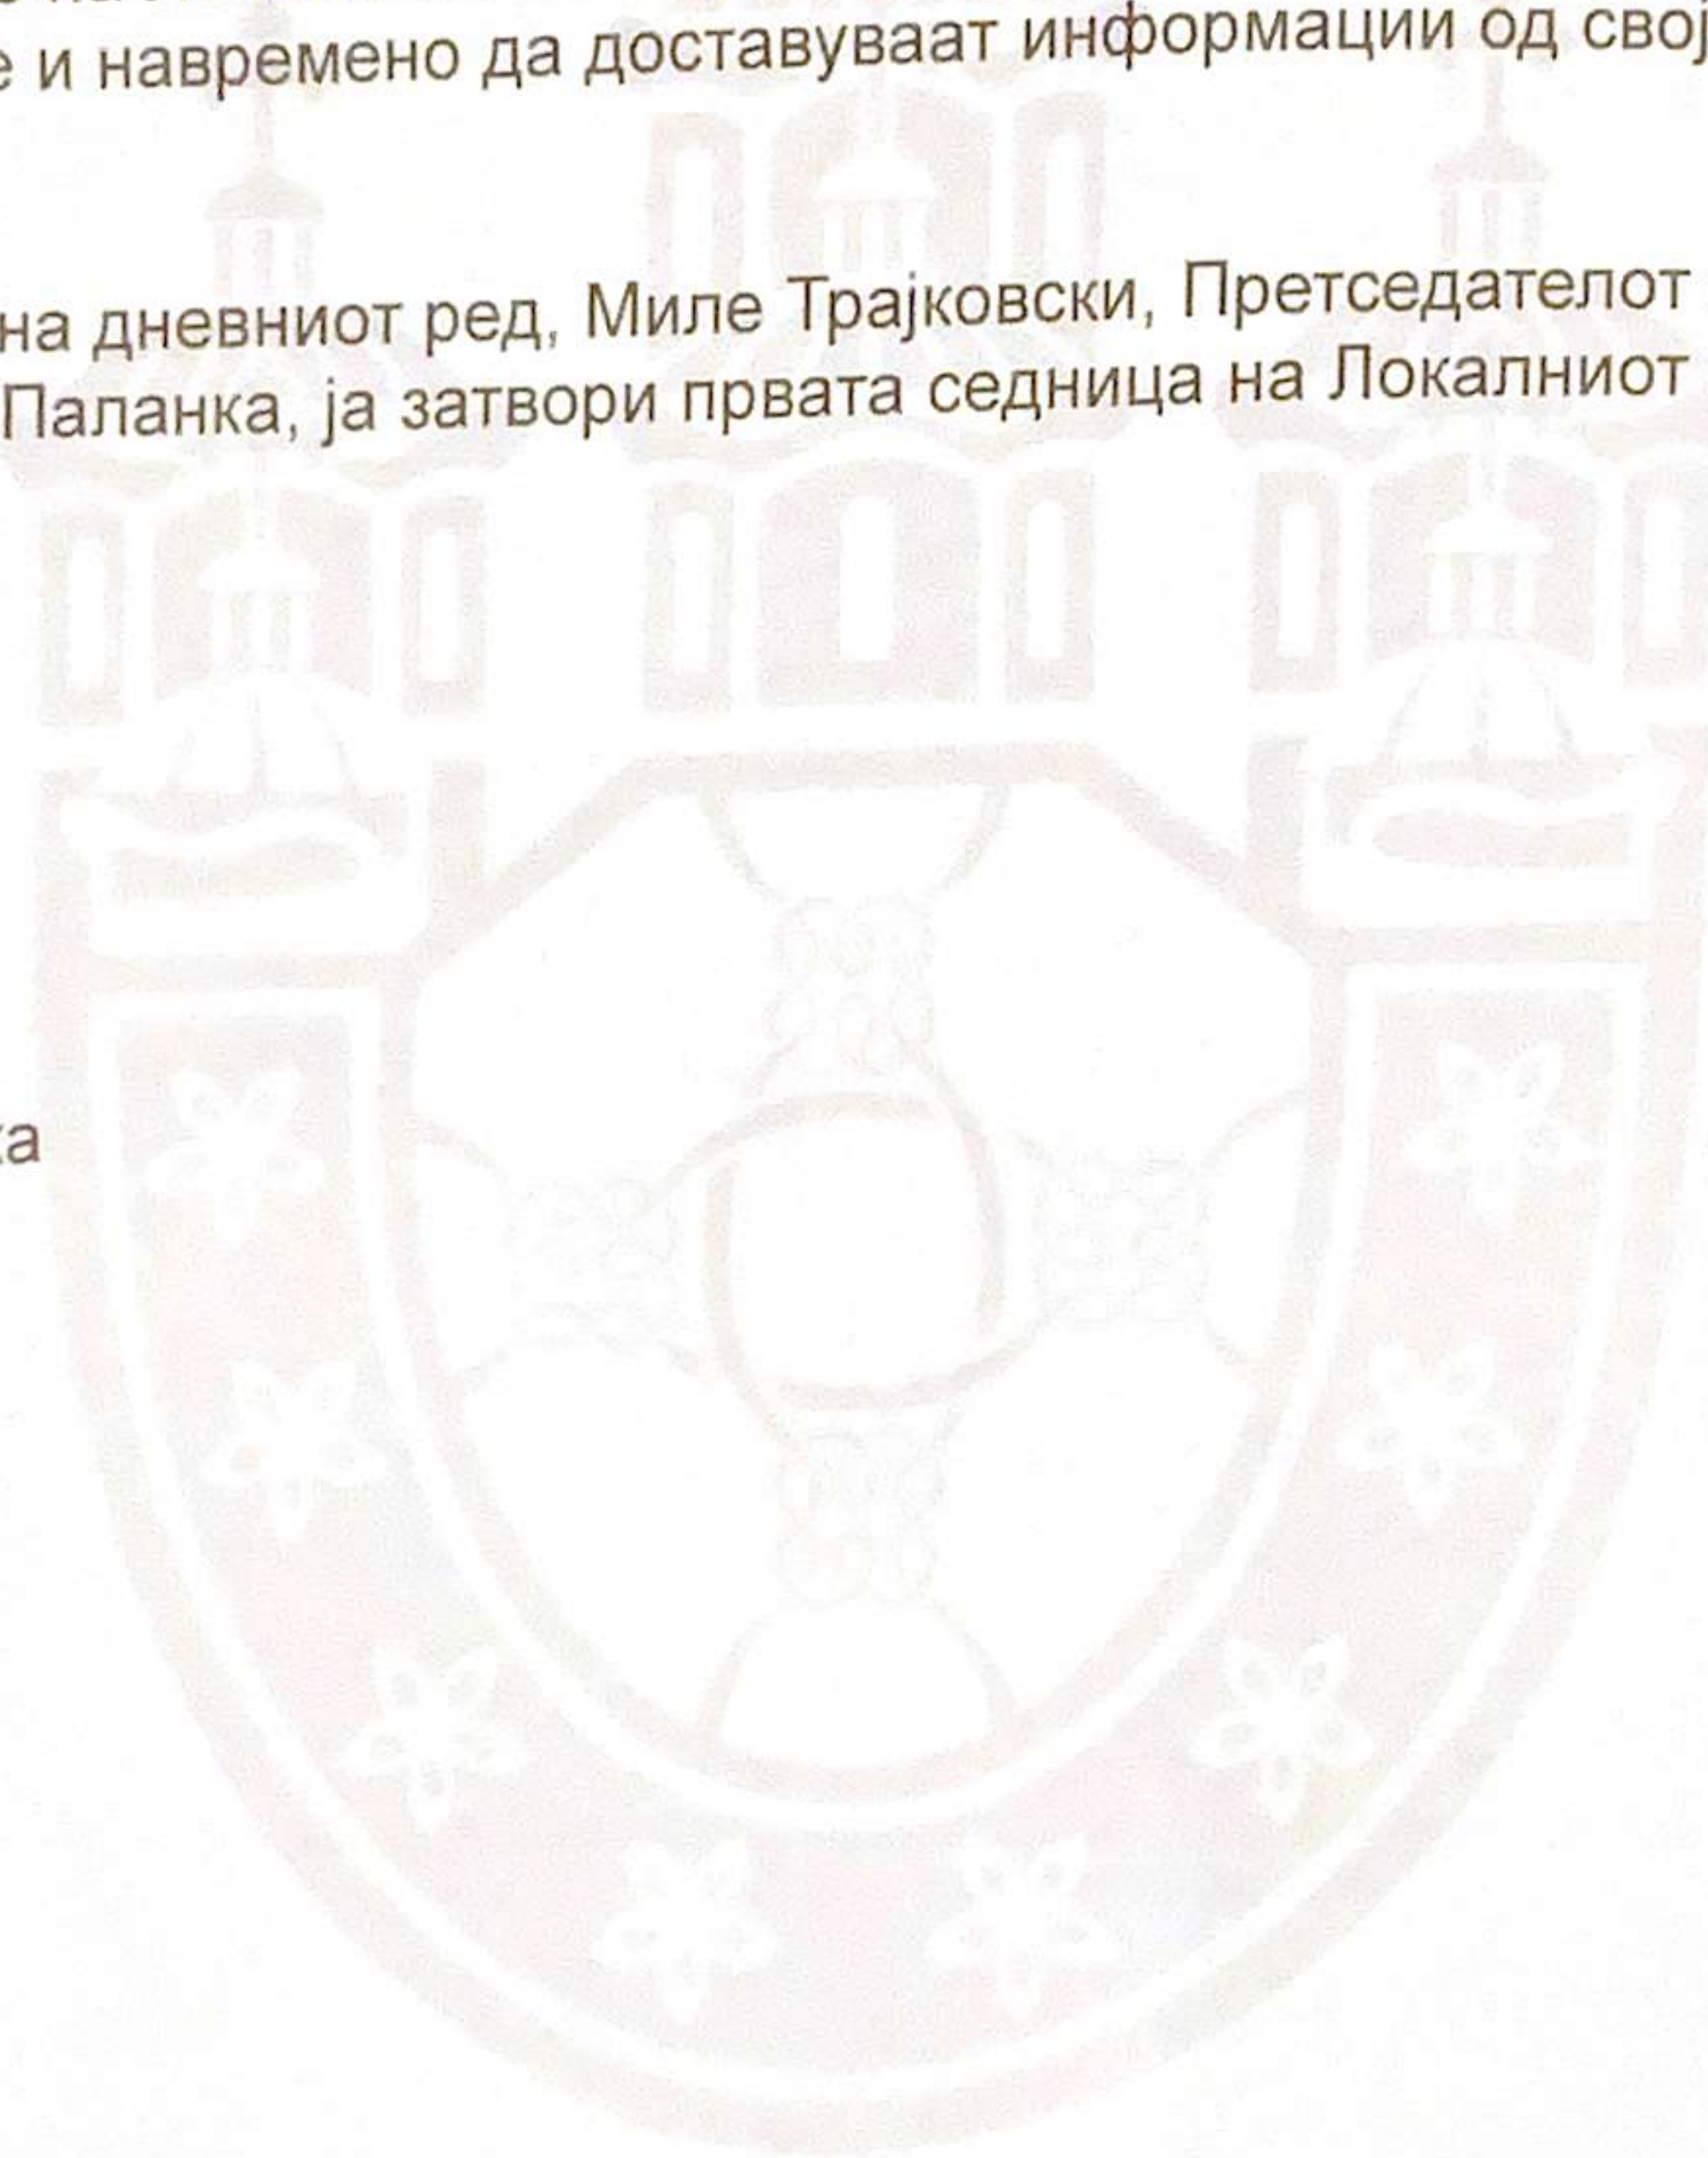 и навремено да доставуваат информации од свој
на дневниот ред, Миле Трајковски, Претседателот
Паланка, ја затвори првата седница на Локалниот